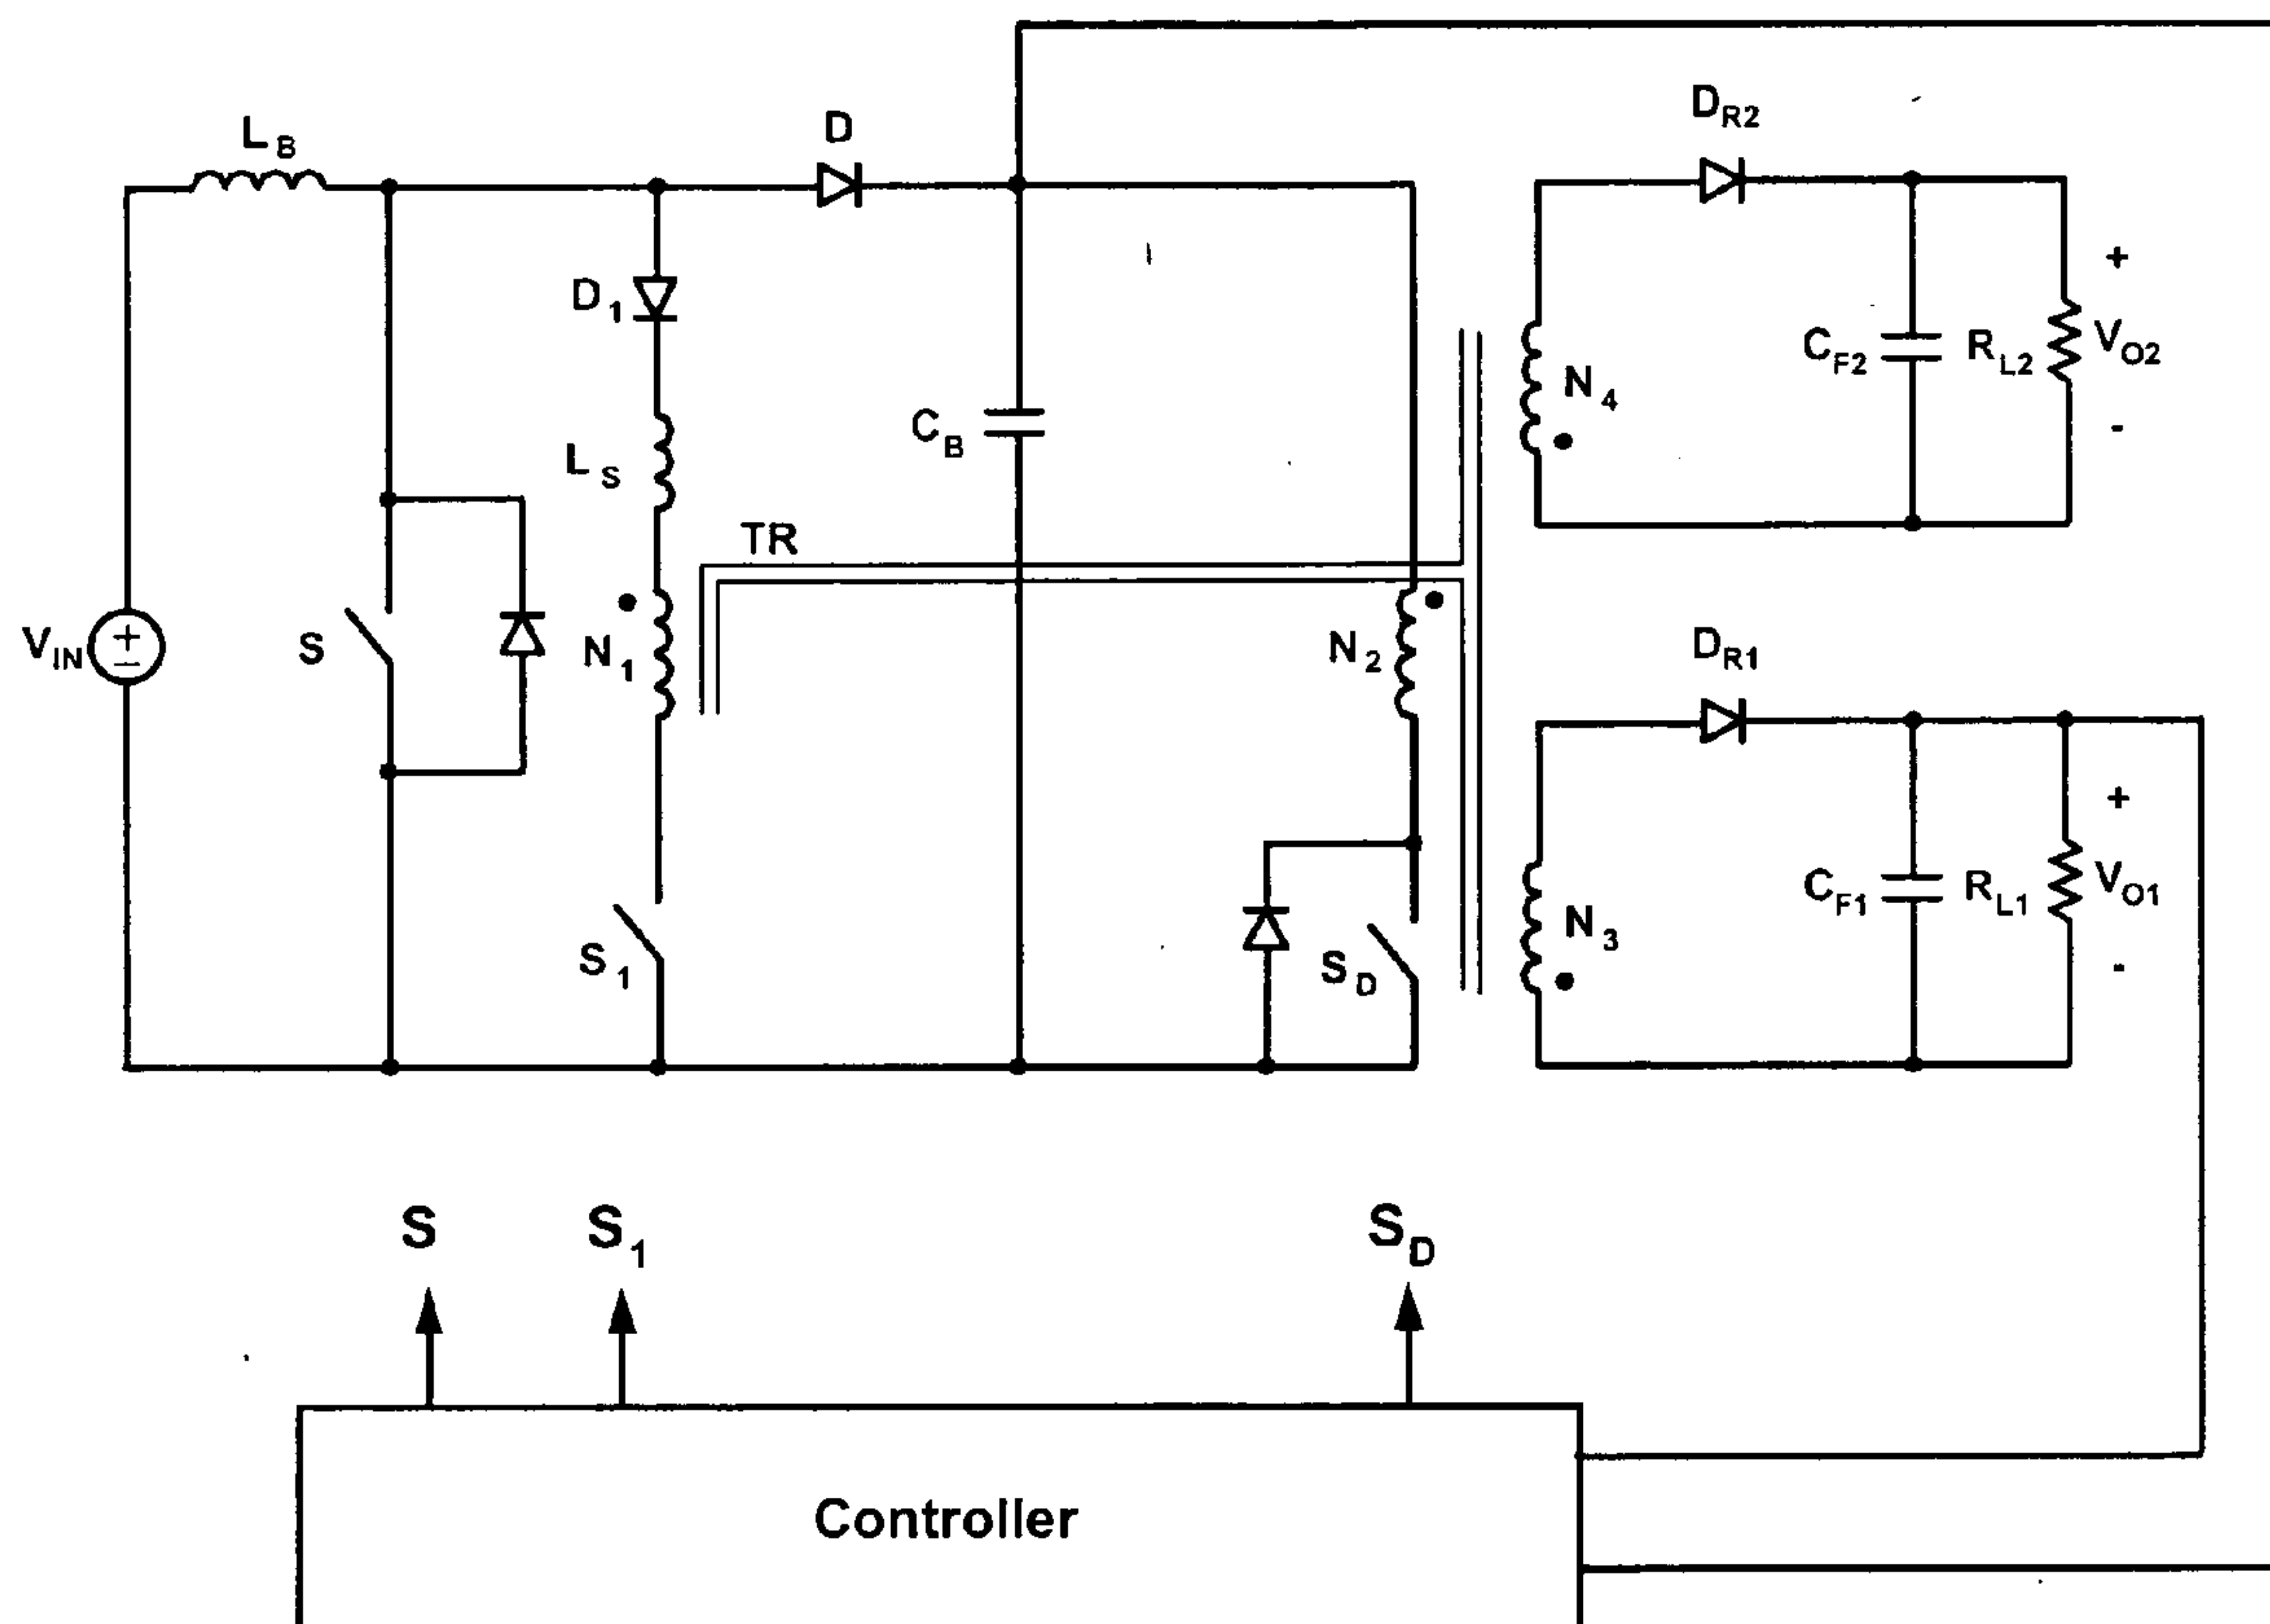 D_R2
L_B
D
D_1
L_S
C_B
N_4
C_F2
R_L2
+
V_O2
-
TR
V_IN
+
−
S
N_1
N_2
D_R1
S_1
S_D
N_3
C_F1
R_L1
+
V_O1
-
S
S_1
S_D
Controller